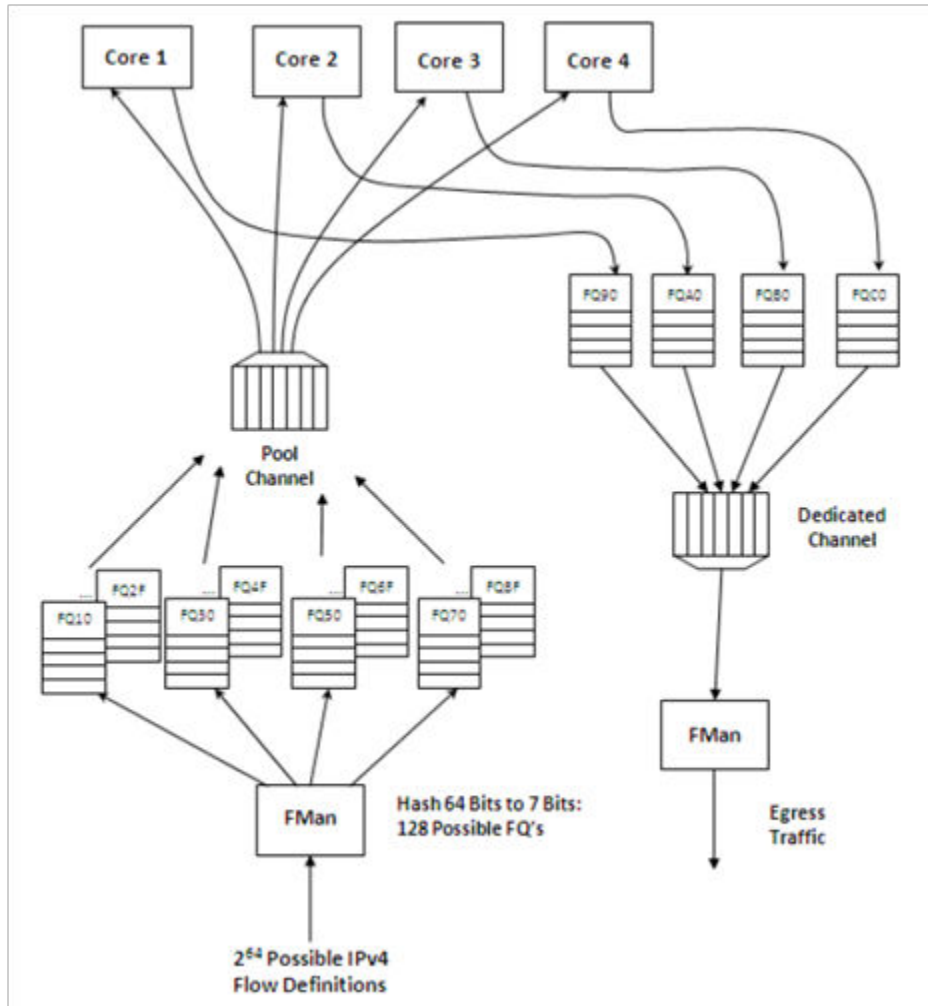 Core 1
Core 2
Core 3
Core 4
FQ90
FQA0
FQB0
FQC0
Pool
Channel
Dedicated
Channel
...
FQ2F
FQ10
...
FQ4F
FQ30
...
FQ6F
FQ50
...
FQ8F
FQ70
FMan
Hash 64 Bits to 7 Bits:
128 Possible FQ's
FMan
Egress
Traffic
2⁶⁴ Possible IPv4
Flow Definitions